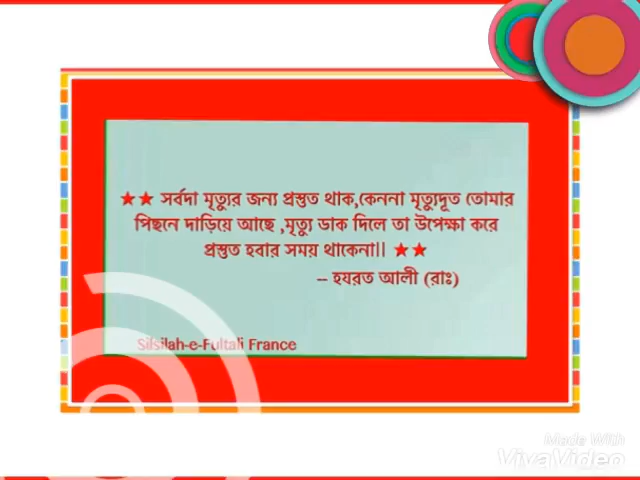 ★★ সর্বদা মৃত্যুর জন্য প্রস্তুত থাক,কেননা মৃত্যুদূত তোমার
পিছনে দাড়িয়ে আছে ,মৃত্যু ডাক দিলে তা উপেক্ষা করে
প্রস্তুত হবার সময় থাকেনা॥ ★★
– হযরত আলী (রাঃ)
Silsilah-e-Fultali France
Made With
VivaVideo